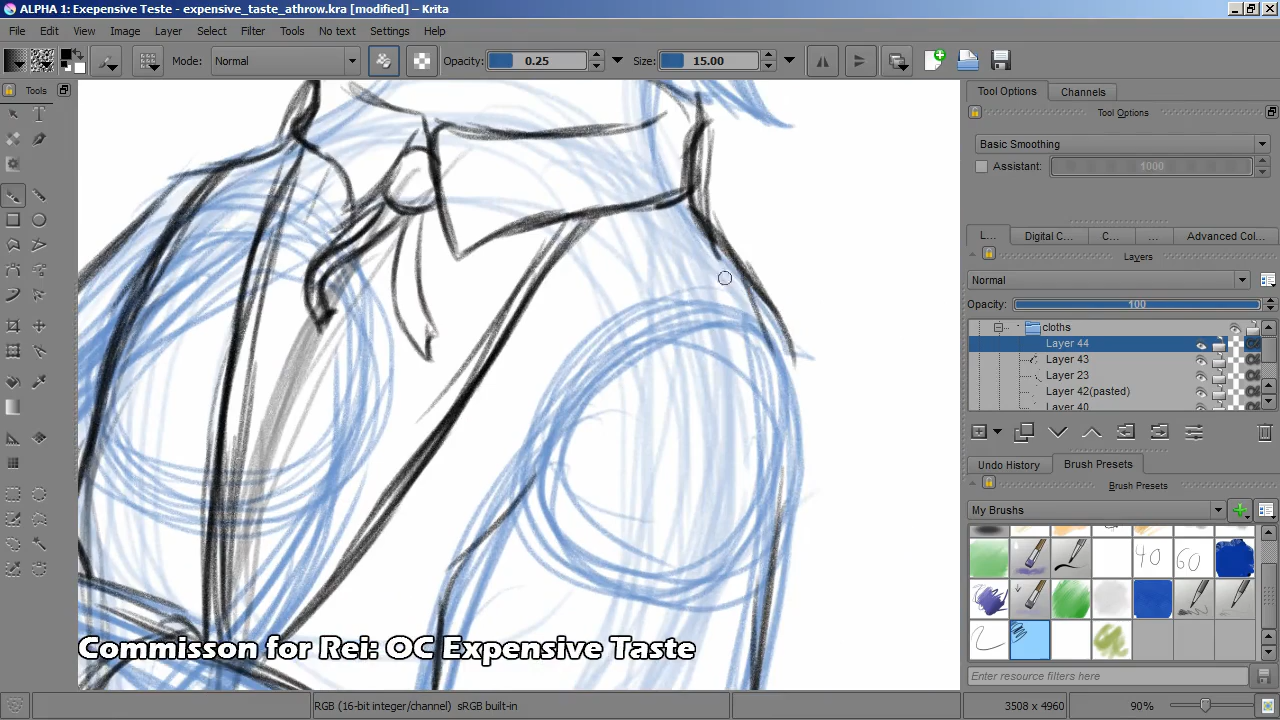 ALPHA 1: Exepensive Teste - expensive_taste_athrow.kra [modified] – Krita
File Edit View Image Layer Select Filter Tools No text Settings Help
Mode: Normal Opacity: 0.25 Size: 15.00
Tools
Tool Options Channels
Tool Options
Basic Smoothing
Assistant: 1000
L... Digital C... C... ... Advanced Col...
Layers
Normal
Opacity: 100
cloths
Layer 44
Layer 43
Layer 23
Layer 42(pasted)
Layer 40
Undo History Brush Presets
Brush Presets
My Brushs
40 60
Enter resource filters here
Commisson for Rei: OC Expensive Taste
RGB (16-bit integer/channel) sRGB built-in 3508 x 4960 90%